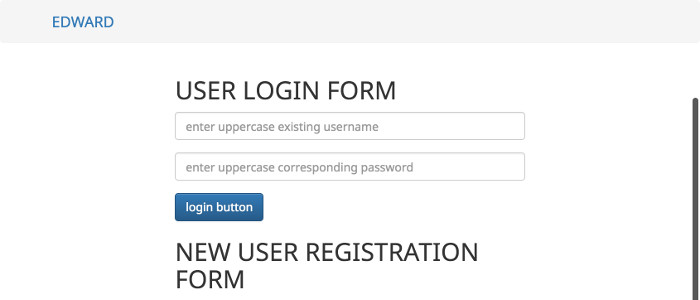 EDWARD
USER LOGIN FORM
enter uppercase existing username
enter uppercase corresponding password
login button
NEW USER REGISTRATION
FORM